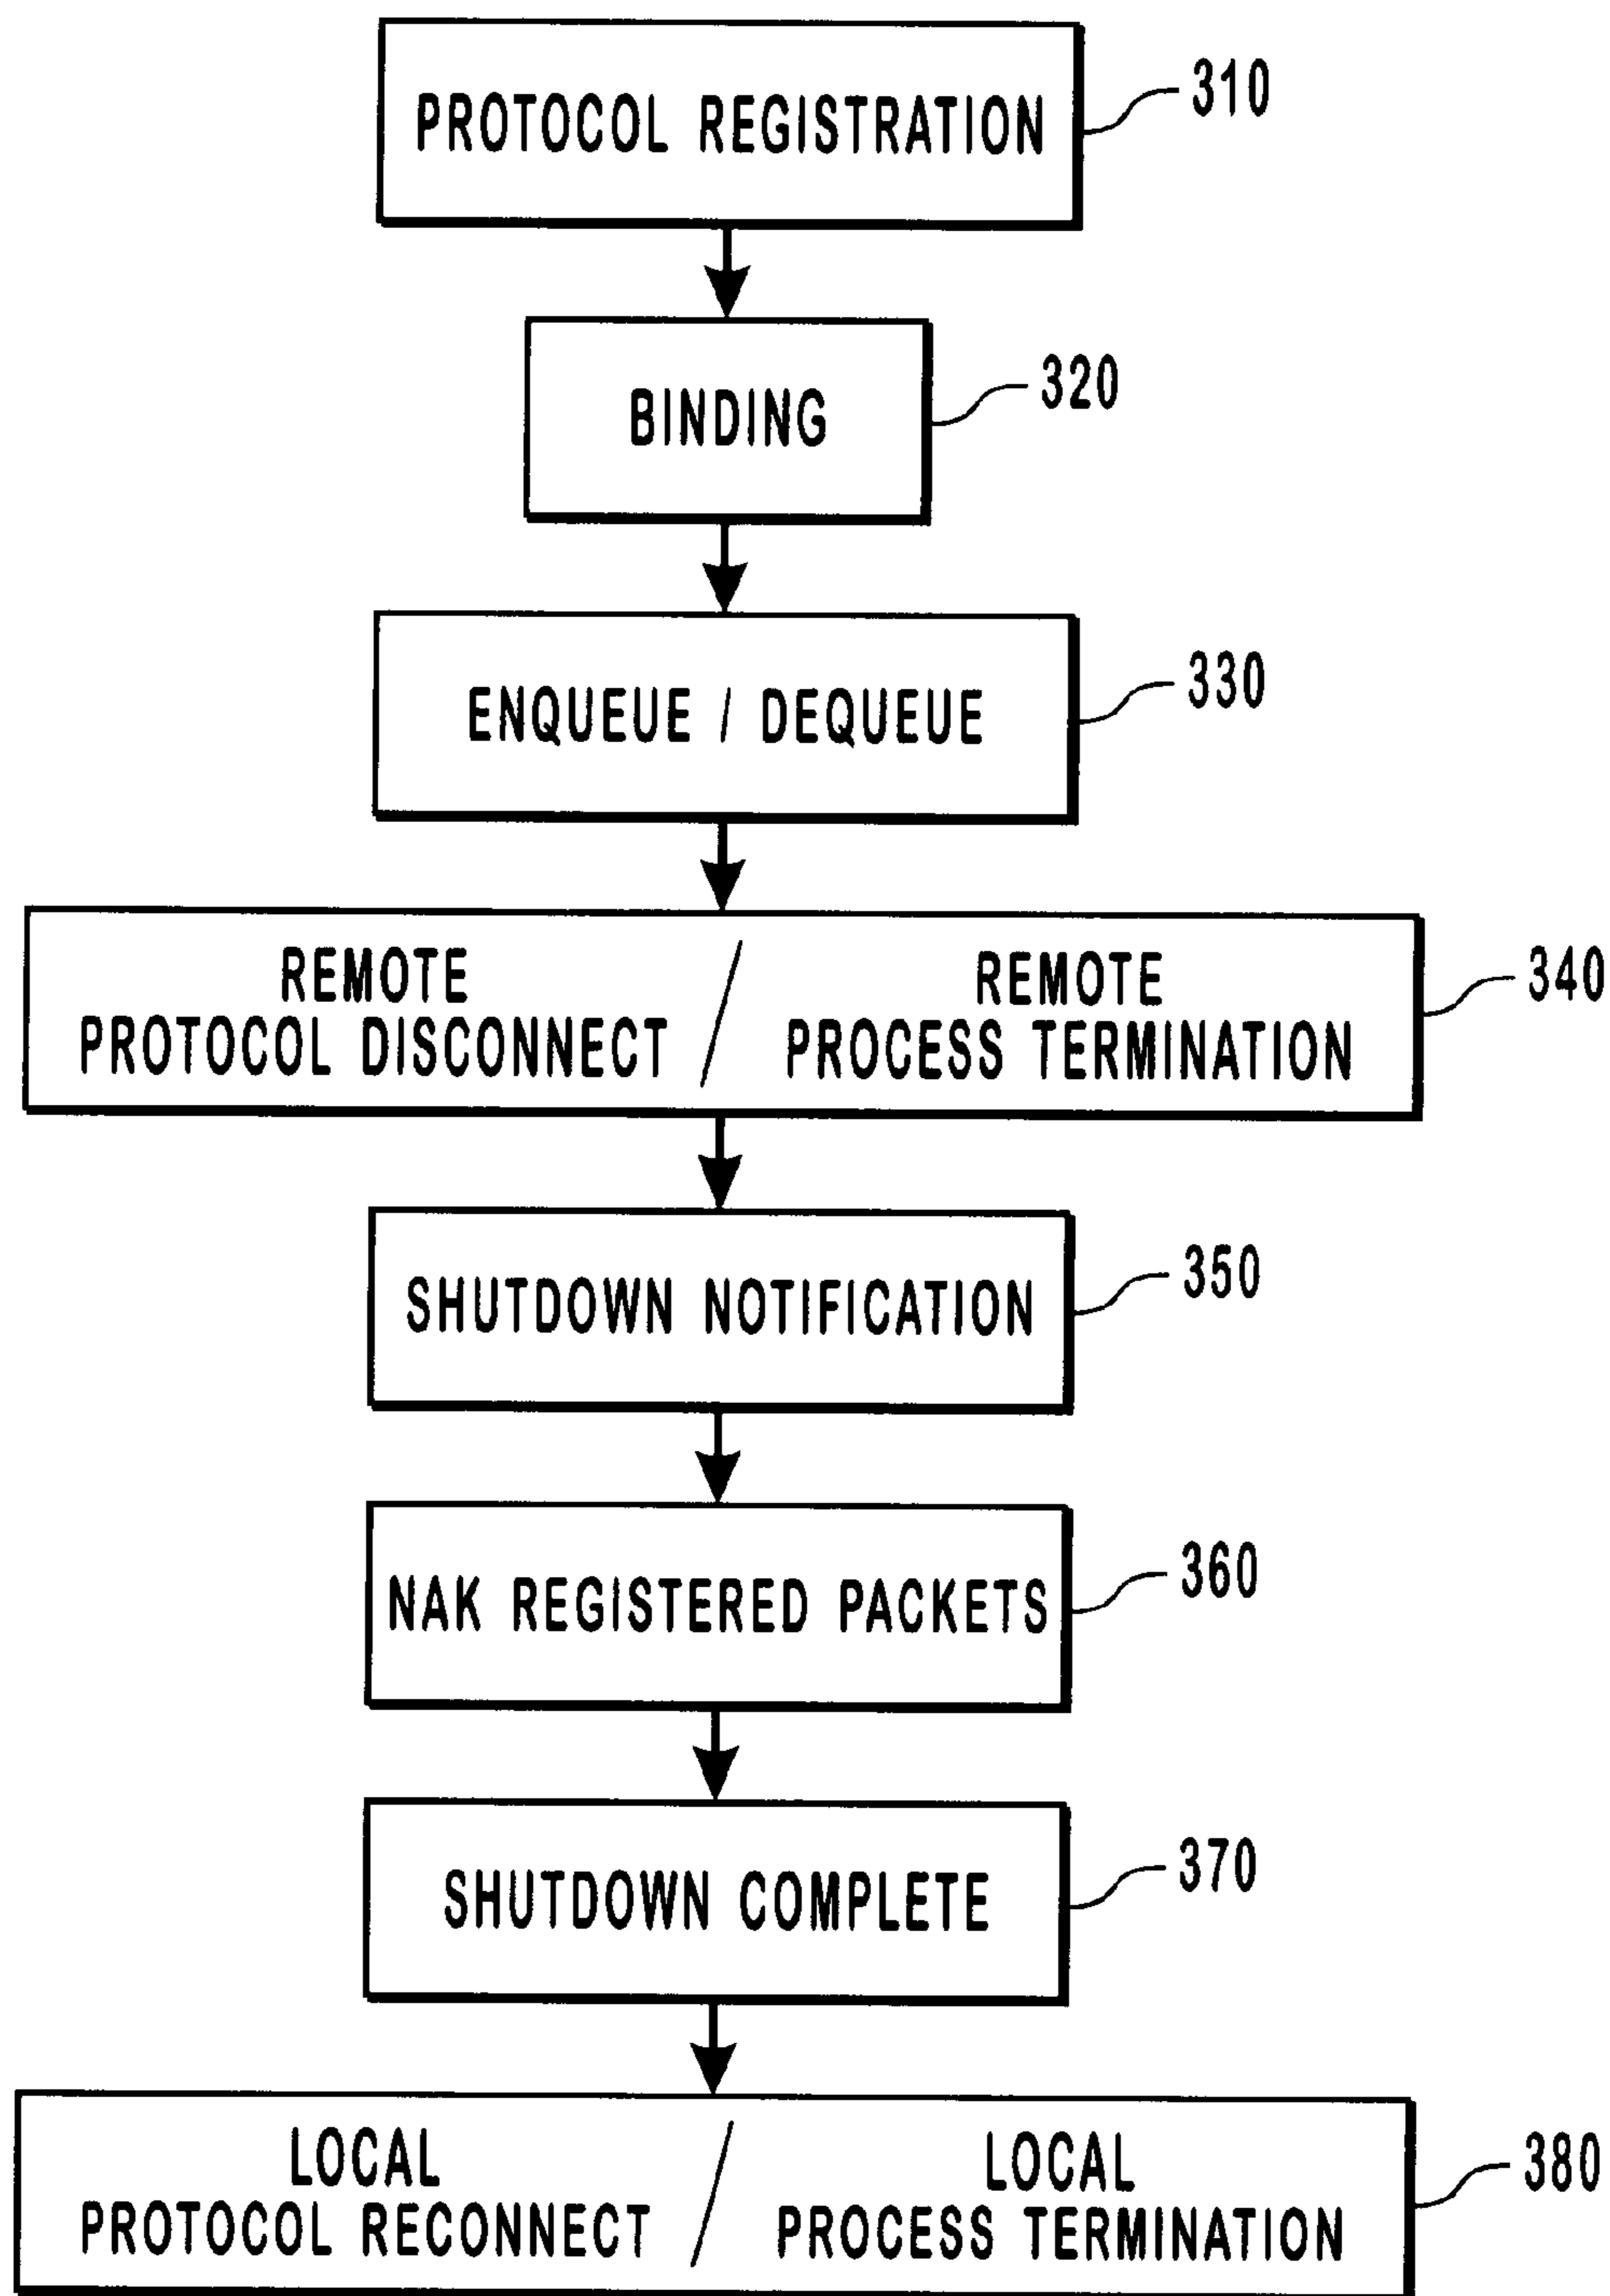 PROTOCOL REGISTRATION
310
BINDING
320
ENQUEUE / DEQUEUE
330
REMOTE
PROTOCOL DISCONNECT
/
REMOTE
PROCESS TERMINATION
340
SHUTDOWN NOTIFICATION
350
NAK REGISTERED PACKETS
360
SHUTDOWN COMPLETE
370
LOCAL
PROTOCOL RECONNECT
/
LOCAL
PROCESS TERMINATION
380